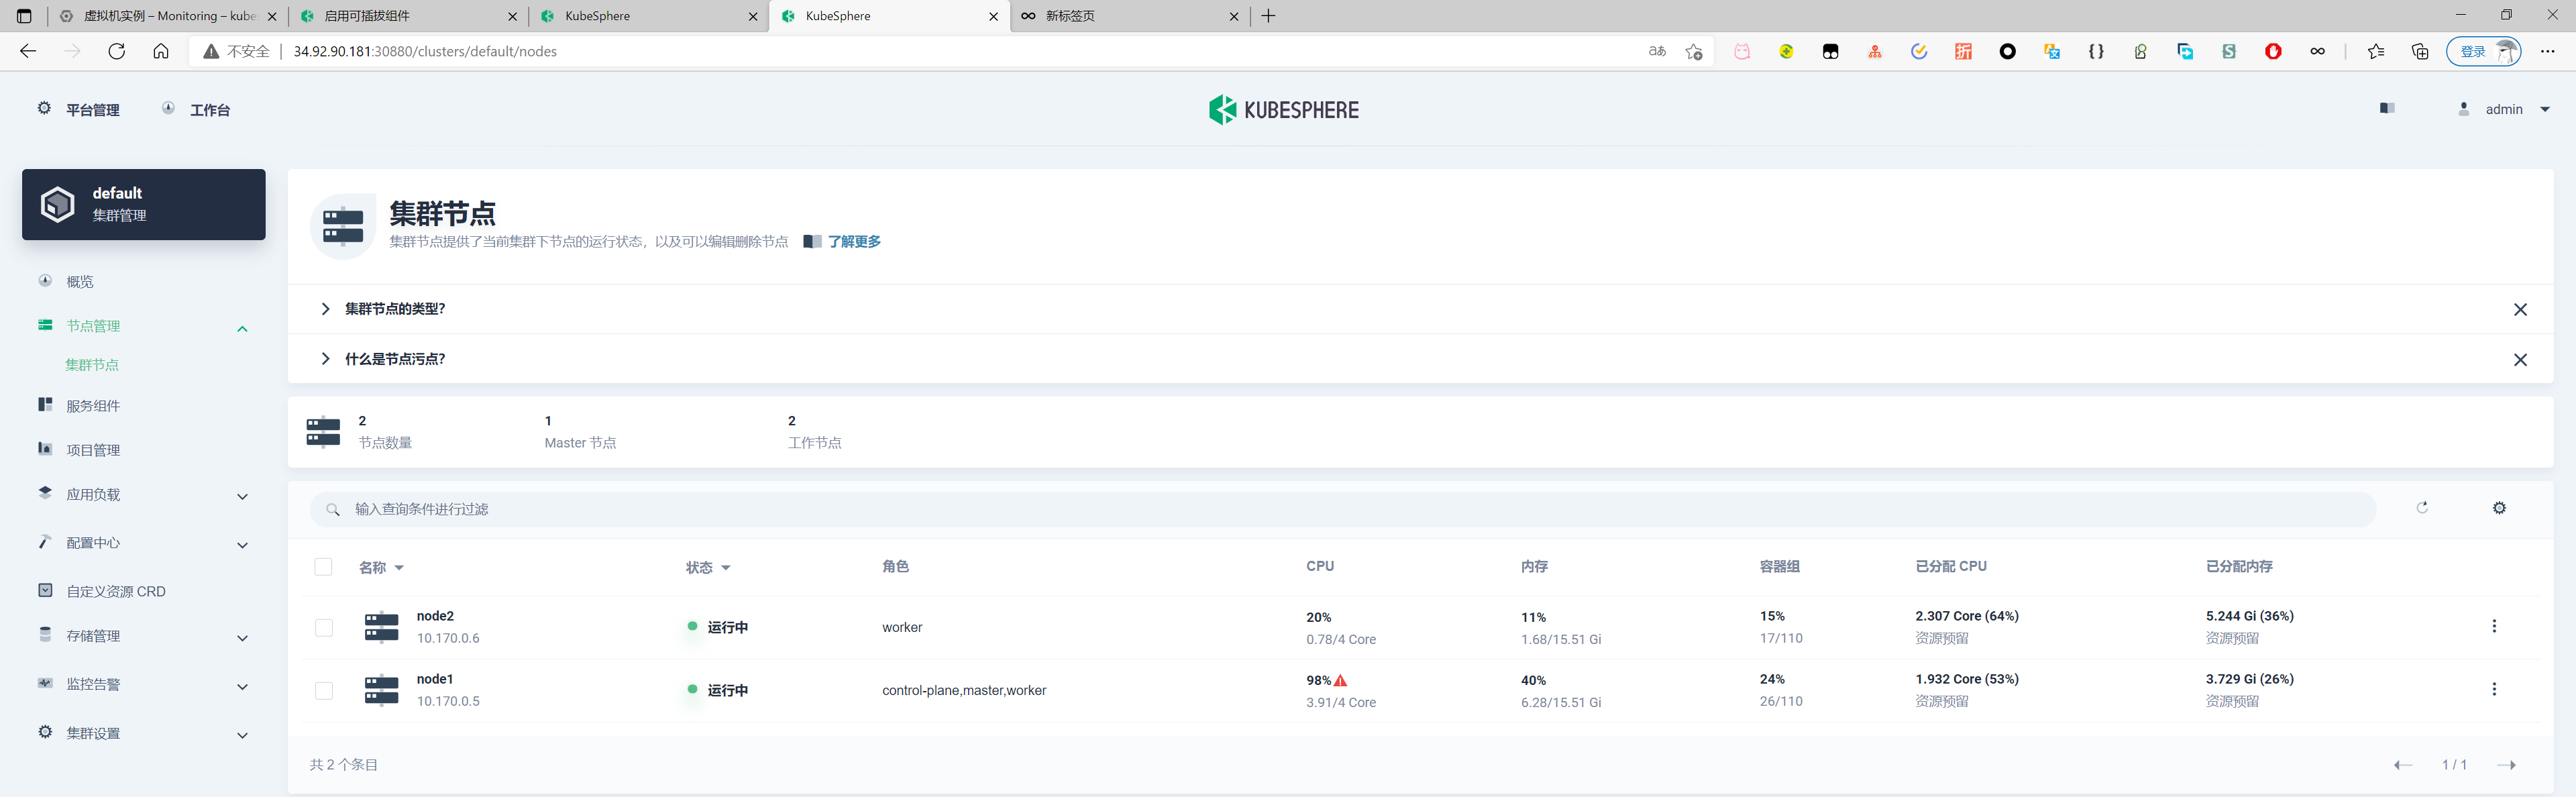 虚拟机实例 – Monitoring – kube
启用可插拔组件
KubeSphere
KubeSphere
新标签页
不安全
34.92.90.181:30880/clusters/default/nodes
登录
平台管理
工作台
KUBESPHERE
admin
default
集群管理
概览
节点管理
集群节点
服务组件
项目管理
应用负载
配置中心
自定义资源 CRD
存储管理
监控告警
集群设置
集群节点
集群节点提供了当前集群下节点的运行状态，以及可以编辑删除节点 了解更多
集群节点的类型?
什么是节点污点?
2 1 2
节点数量 Master 节点 工作节点
输入查询条件进行过滤
名称 状态 角色 CPU 内存 容器组 已分配 CPU 已分配内存
node2 运行中 worker 20% 11% 15% 2.307 Core (64%) 5.244 Gi (36%)
10.170.0.6 0.78/4 Core 1.68/15.51 Gi 17/110 资源预留 资源预留
node1 运行中 control-plane,master,worker 98% 40% 24% 1.932 Core (53%) 3.729 Gi (26%)
10.170.0.5 3.91/4 Core 6.28/15.51 Gi 26/110 资源预留 资源预留
共 2 个条目
1 / 1